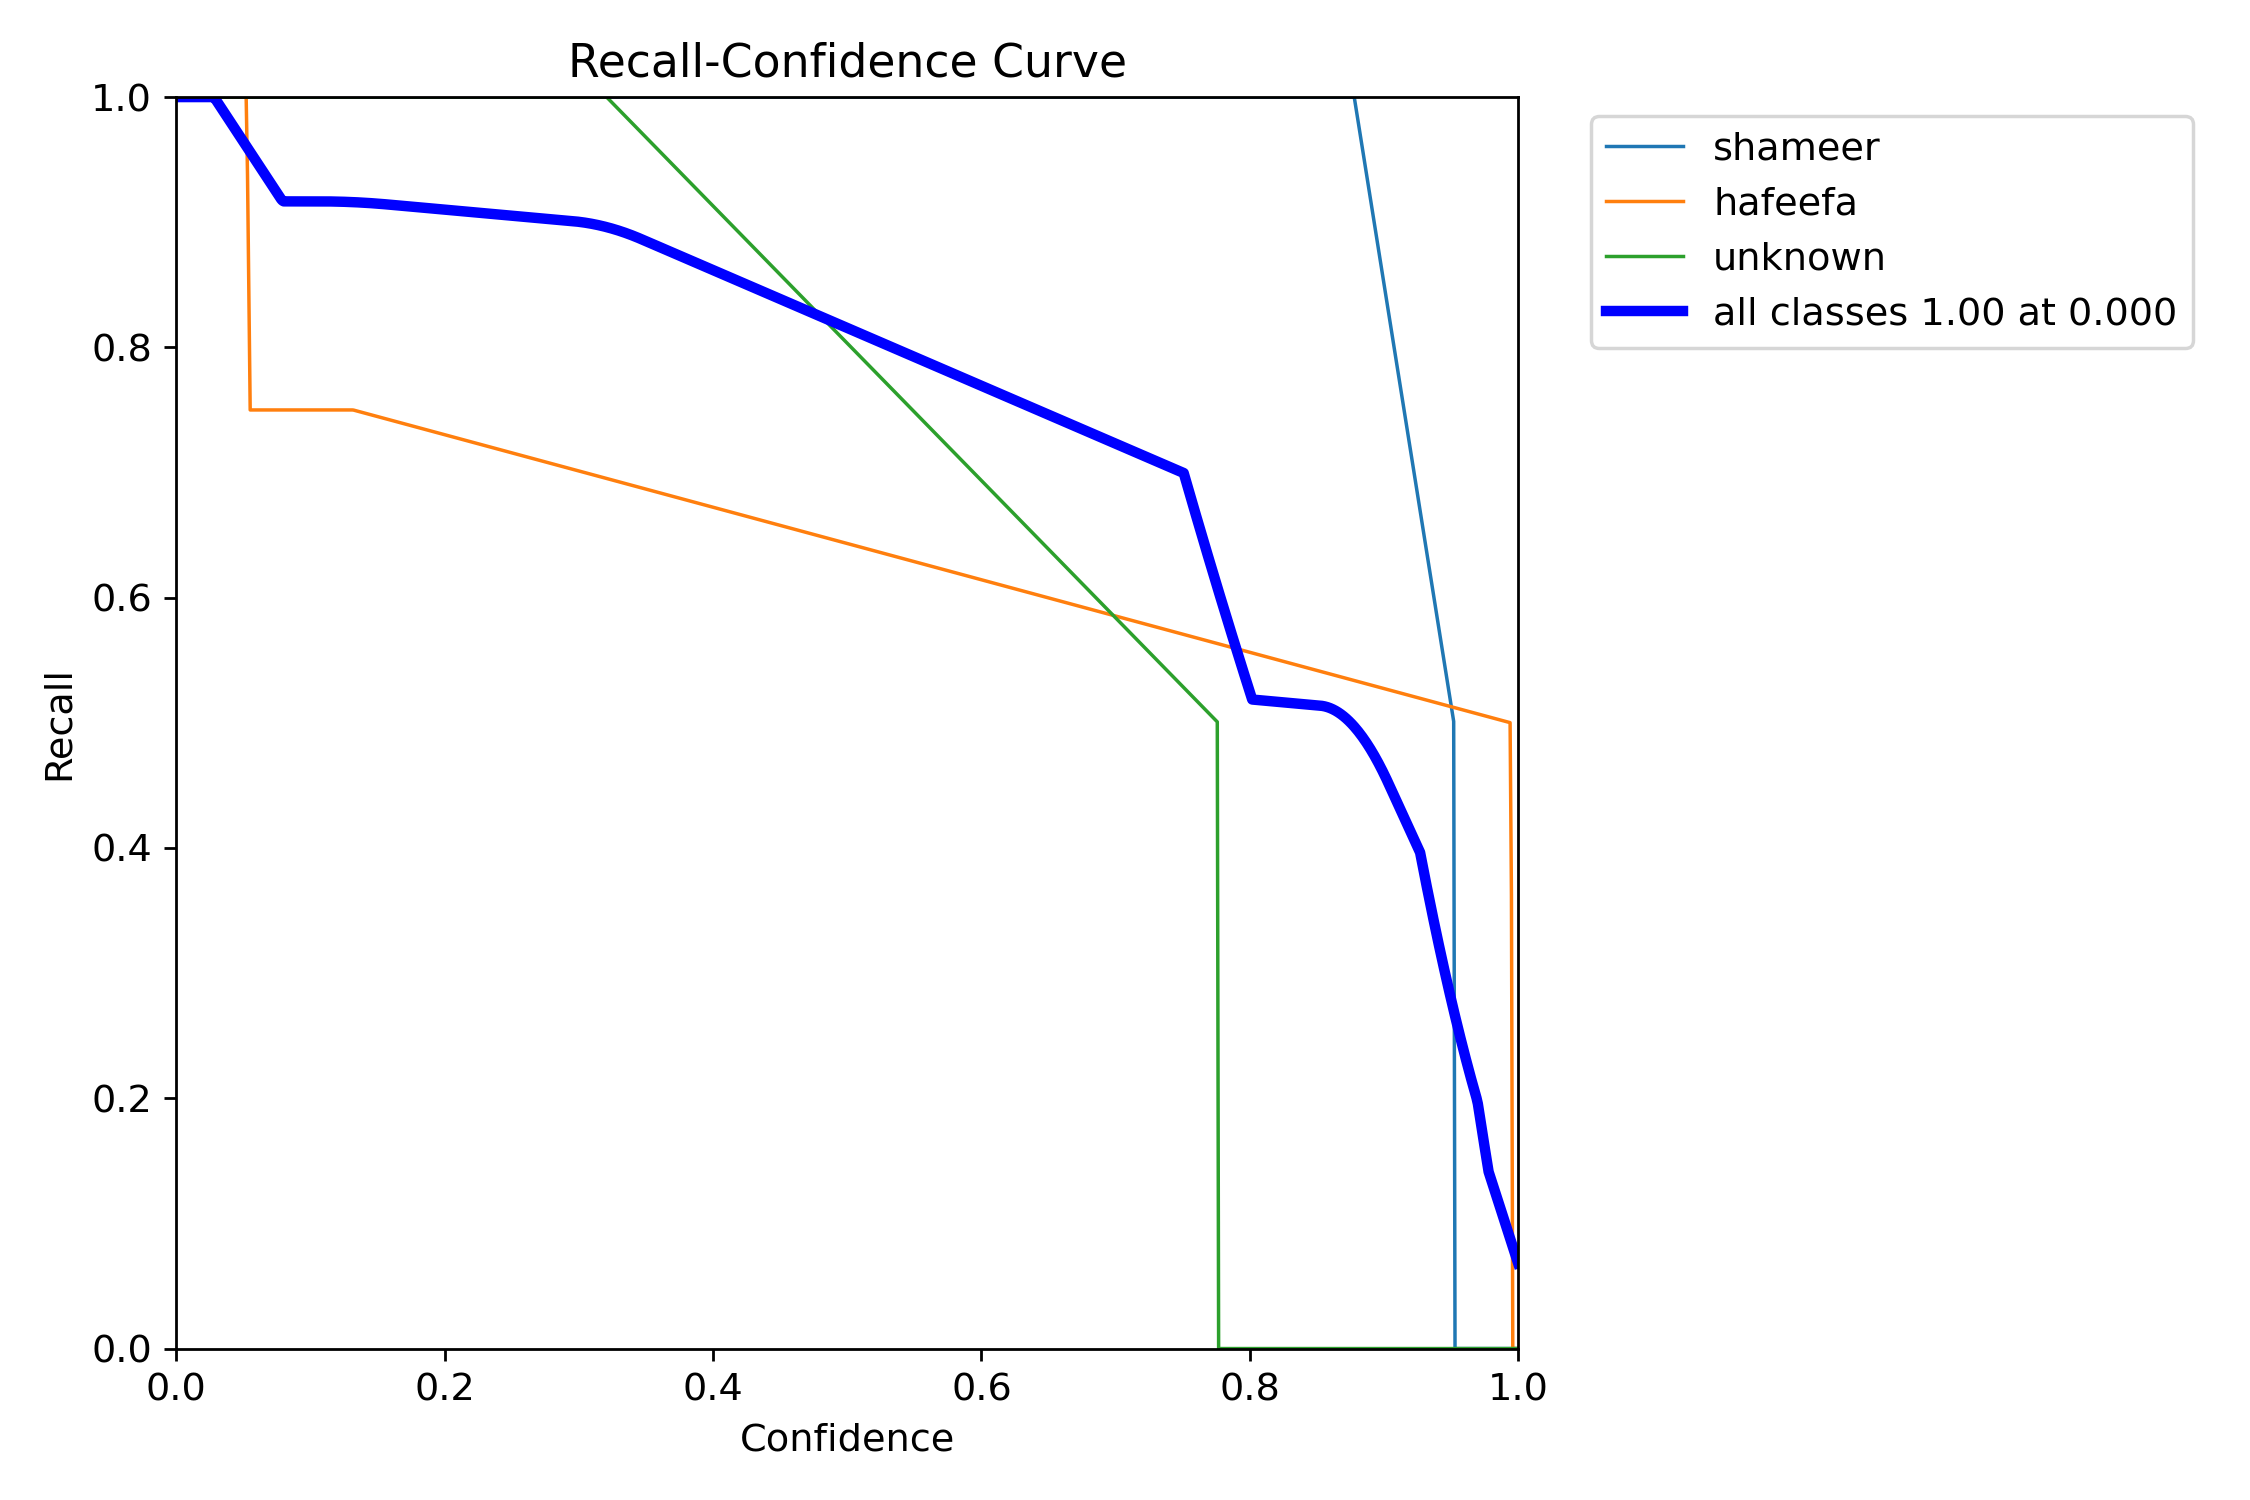 Recall-Confidence Curve
1.0
0.8
0.6
0.4
0.2
0.0
Recall
0.0 0.2 0.4 0.6 0.8 1.0
Confidence
shameer
hafeefa
unknown
all classes 1.00 at 0.000